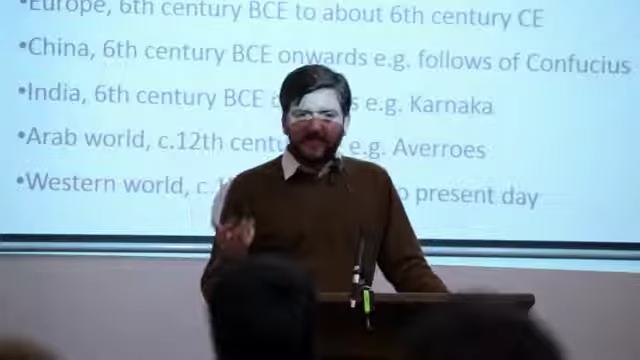 •Europe, 6th century BCE to about 6th century CE
•China, 6th century BCE onwards e.g. follows of Confucius
•India, 6th century BCE e.g. Karnaka
•Arab world, c.12th e.g. Averroes
•Western world, c. present day